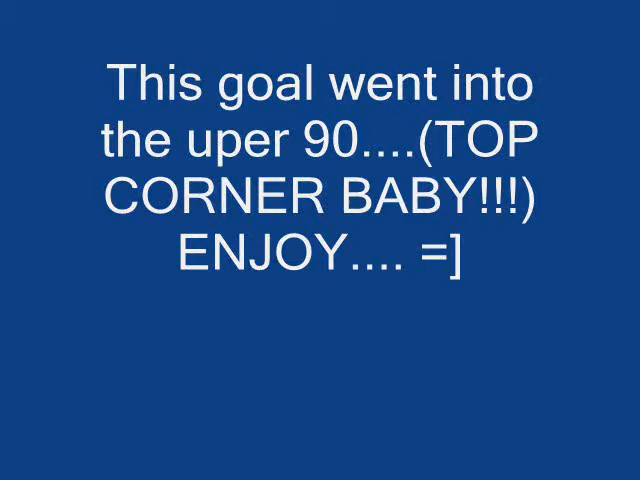 This goal went into
the uper 90....(TOP
CORNER BABY!!!)
ENJOY.... =]